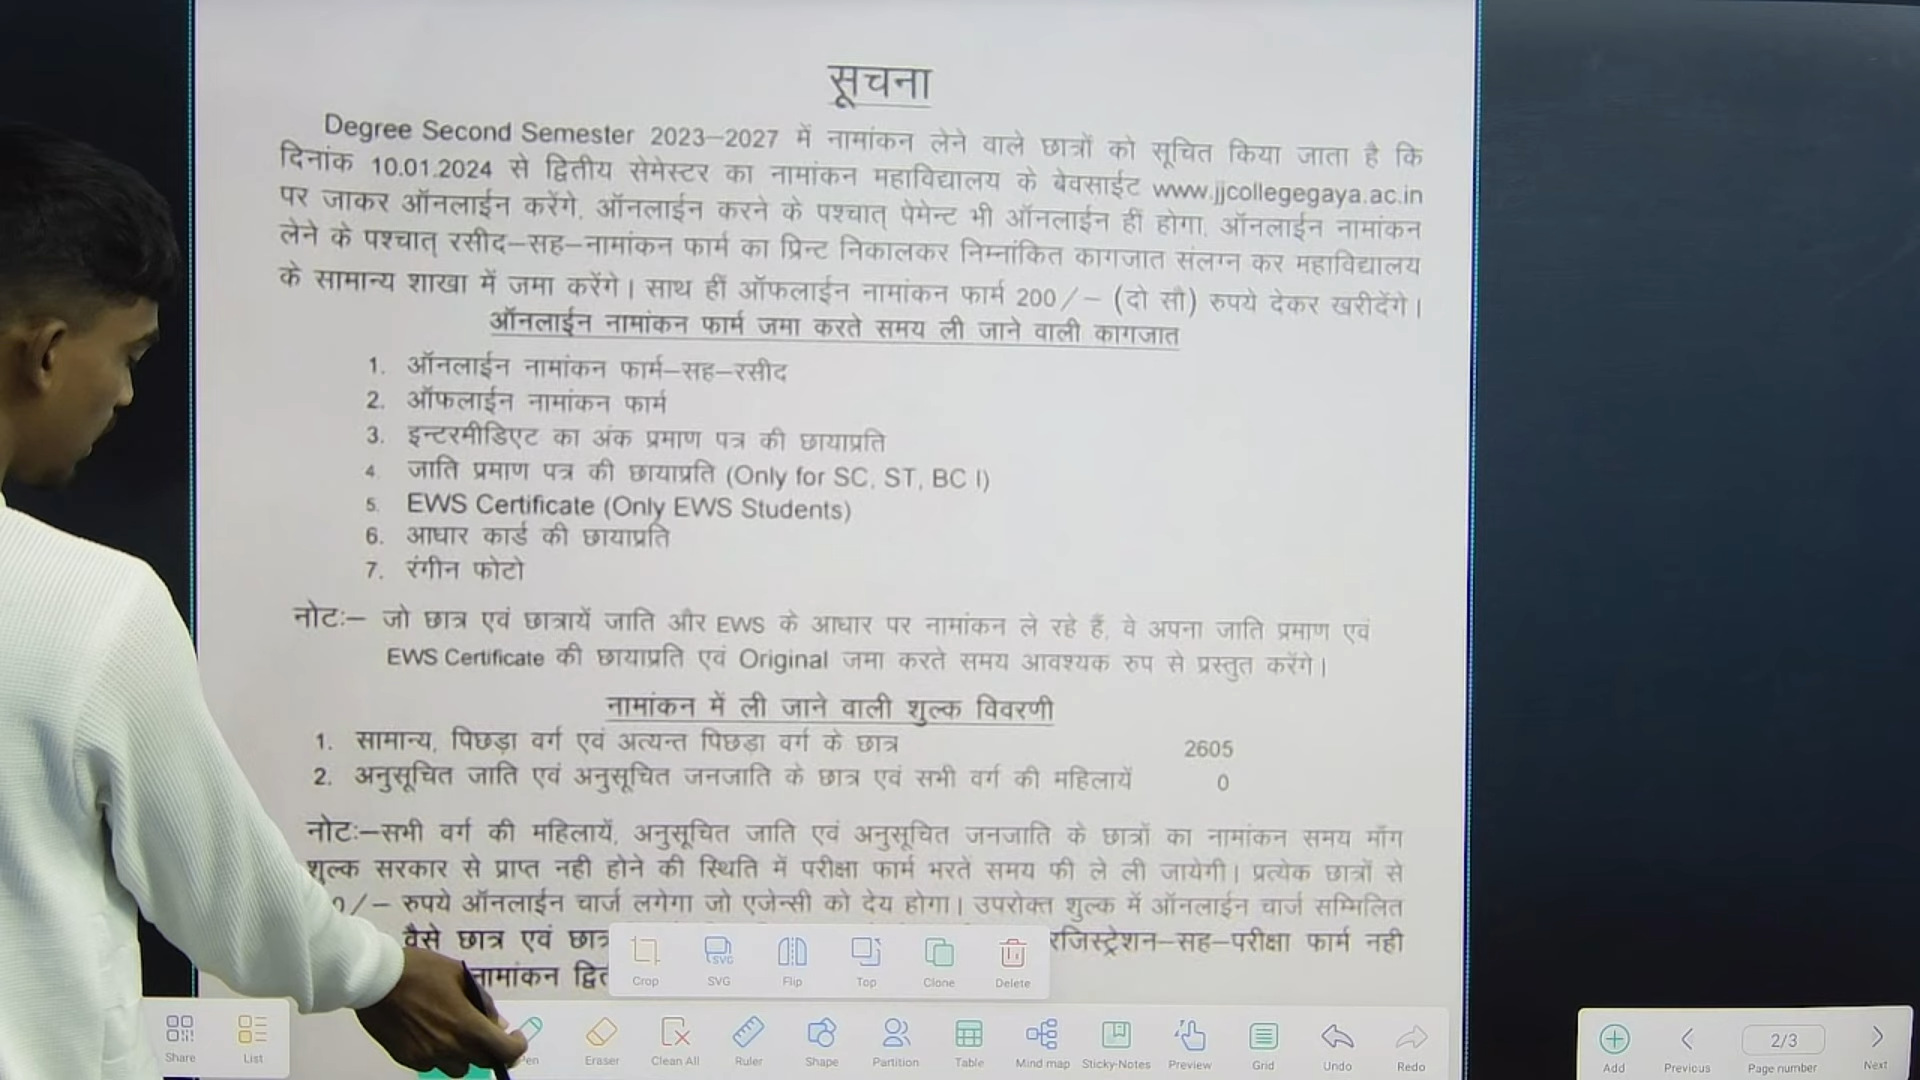 सूचना
Degree Second Semester 2023–2027 में नामांकन लेने वाले छात्रों को सूचित किया जाता है कि
दिनांक 10.01.2024 से द्वितीय सेमेस्टर का नामांकन महाविद्यालय के बेवसाईट www.jjcollegegaya.ac.in
पर जाकर ऑनलाईन करेंगे, ऑनलाईन करने के पश्चात् पेमेन्ट भी ऑनलाईन हीं होगा, ऑनलाईन नामांकन
लेने के पश्चात् रसीद–सह–नामांकन फार्म का प्रिन्ट निकालकर निम्नांकित कागजात संलग्न कर महाविद्यालय
के सामान्य शाखा में जमा करेंगे। साथ हीं ऑफलाईन नामांकन फार्म 200/– (दो सौ) रुपये देकर खरीदेंगे।
ऑनलाईन नामांकन फार्म जमा करते समय ली जाने वाली कागजात
1. ऑनलाईन नामांकन फार्म–सह–रसीद
2. ऑफलाईन नामांकन फार्म
3. इन्टरमीडिएट का अंक प्रमाण पत्र की छायाप्रति
4. जाति प्रमाण पत्र की छायाप्रति (Only for SC, ST, BC I)
5. EWS Certificate (Only EWS Students)
6. आधार कार्ड की छायाप्रति
7. रंगीन फोटो
नोटः– जो छात्र एवं छात्रायें जाति और EWS के आधार पर नामांकन ले रहे हैं, वे अपना जाति प्रमाण एवं
EWS Certificate की छायाप्रति एवं Original जमा करते समय आवश्यक रुप से प्रस्तुत करेंगे।
नामांकन में ली जाने वाली शुल्क विवरणी
1. सामान्य, पिछड़ा वर्ग एवं अत्यन्त पिछड़ा वर्ग के छात्र 2605
2. अनुसूचित जाति एवं अनुसूचित जनजाति के छात्र एवं सभी वर्ग की महिलायें 0
नोटः–सभी वर्ग की महिलायें, अनुसूचित जाति एवं अनुसूचित जनजाति के छात्रों का नामांकन समय माँग
शुल्क सरकार से प्राप्त नही होने की स्थिति में परीक्षा फार्म भरते समय फी ले ली जायेगी। प्रत्येक छात्रों से
0/– रुपये ऑनलाईन चार्ज लगेगा जो एजेन्सी को देय होगा। उपरोक्त शुल्क में ऑनलाईन चार्ज सम्मिलित
वैसे छात्र एवं छात्र रजिस्ट्रेशन–सह–परीक्षा फार्म नही
नामांकन
Crop SVG Flip Top Clone Delete
Share List Pen Eraser Clean All Ruler Shape Partition Table Mind map Sticky-Notes Preview Grid Undo Redo
Add Previous 2/3 Page number Next